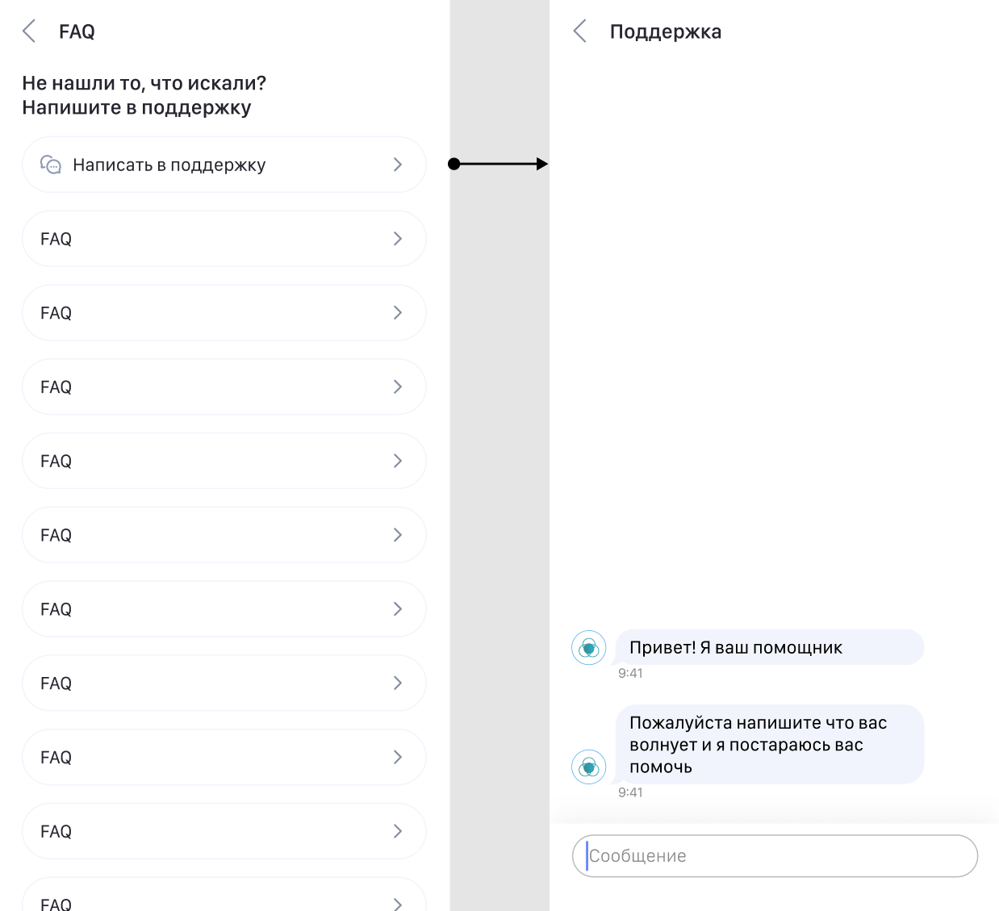 FAQ
Не нашли то, что искали?
Напишите в поддержку
Написать в поддержку
FAQ
FAQ
FAQ
FAQ
FAQ
FAQ
FAQ
FAQ
FAQ
FAQ
Поддержка
Привет! Я ваш помощник
9:41
Пожалуйста напишите что вас
волнует и я постараюсь вас
помочь
9:41
Сообщение